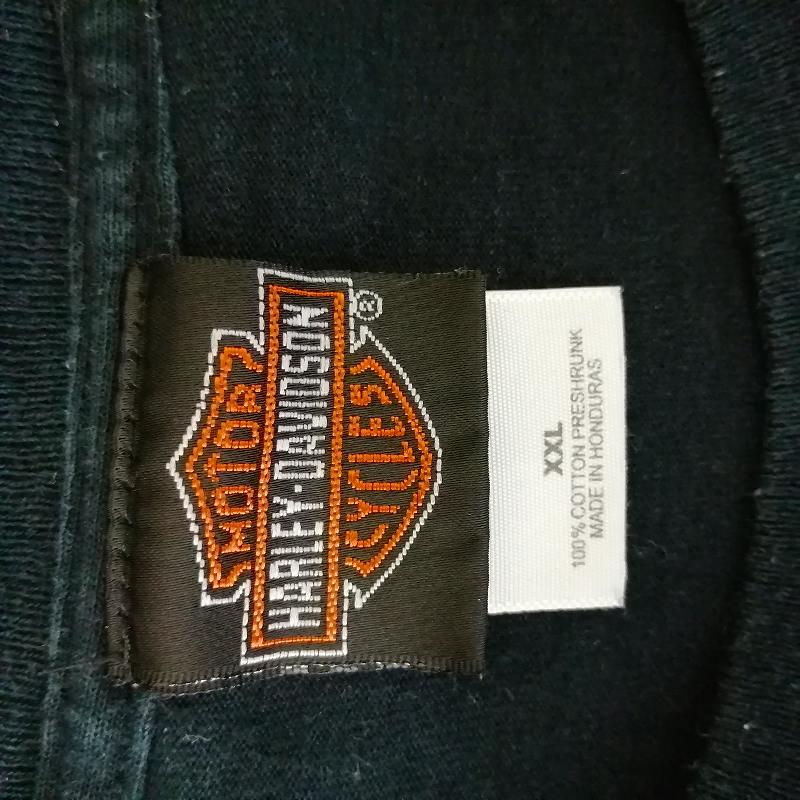 MOTOR
HARLEY-DAVIDSON
CYCLES
®
XXL
100% COTTON PRESHRUNK
MADE IN HONDURAS